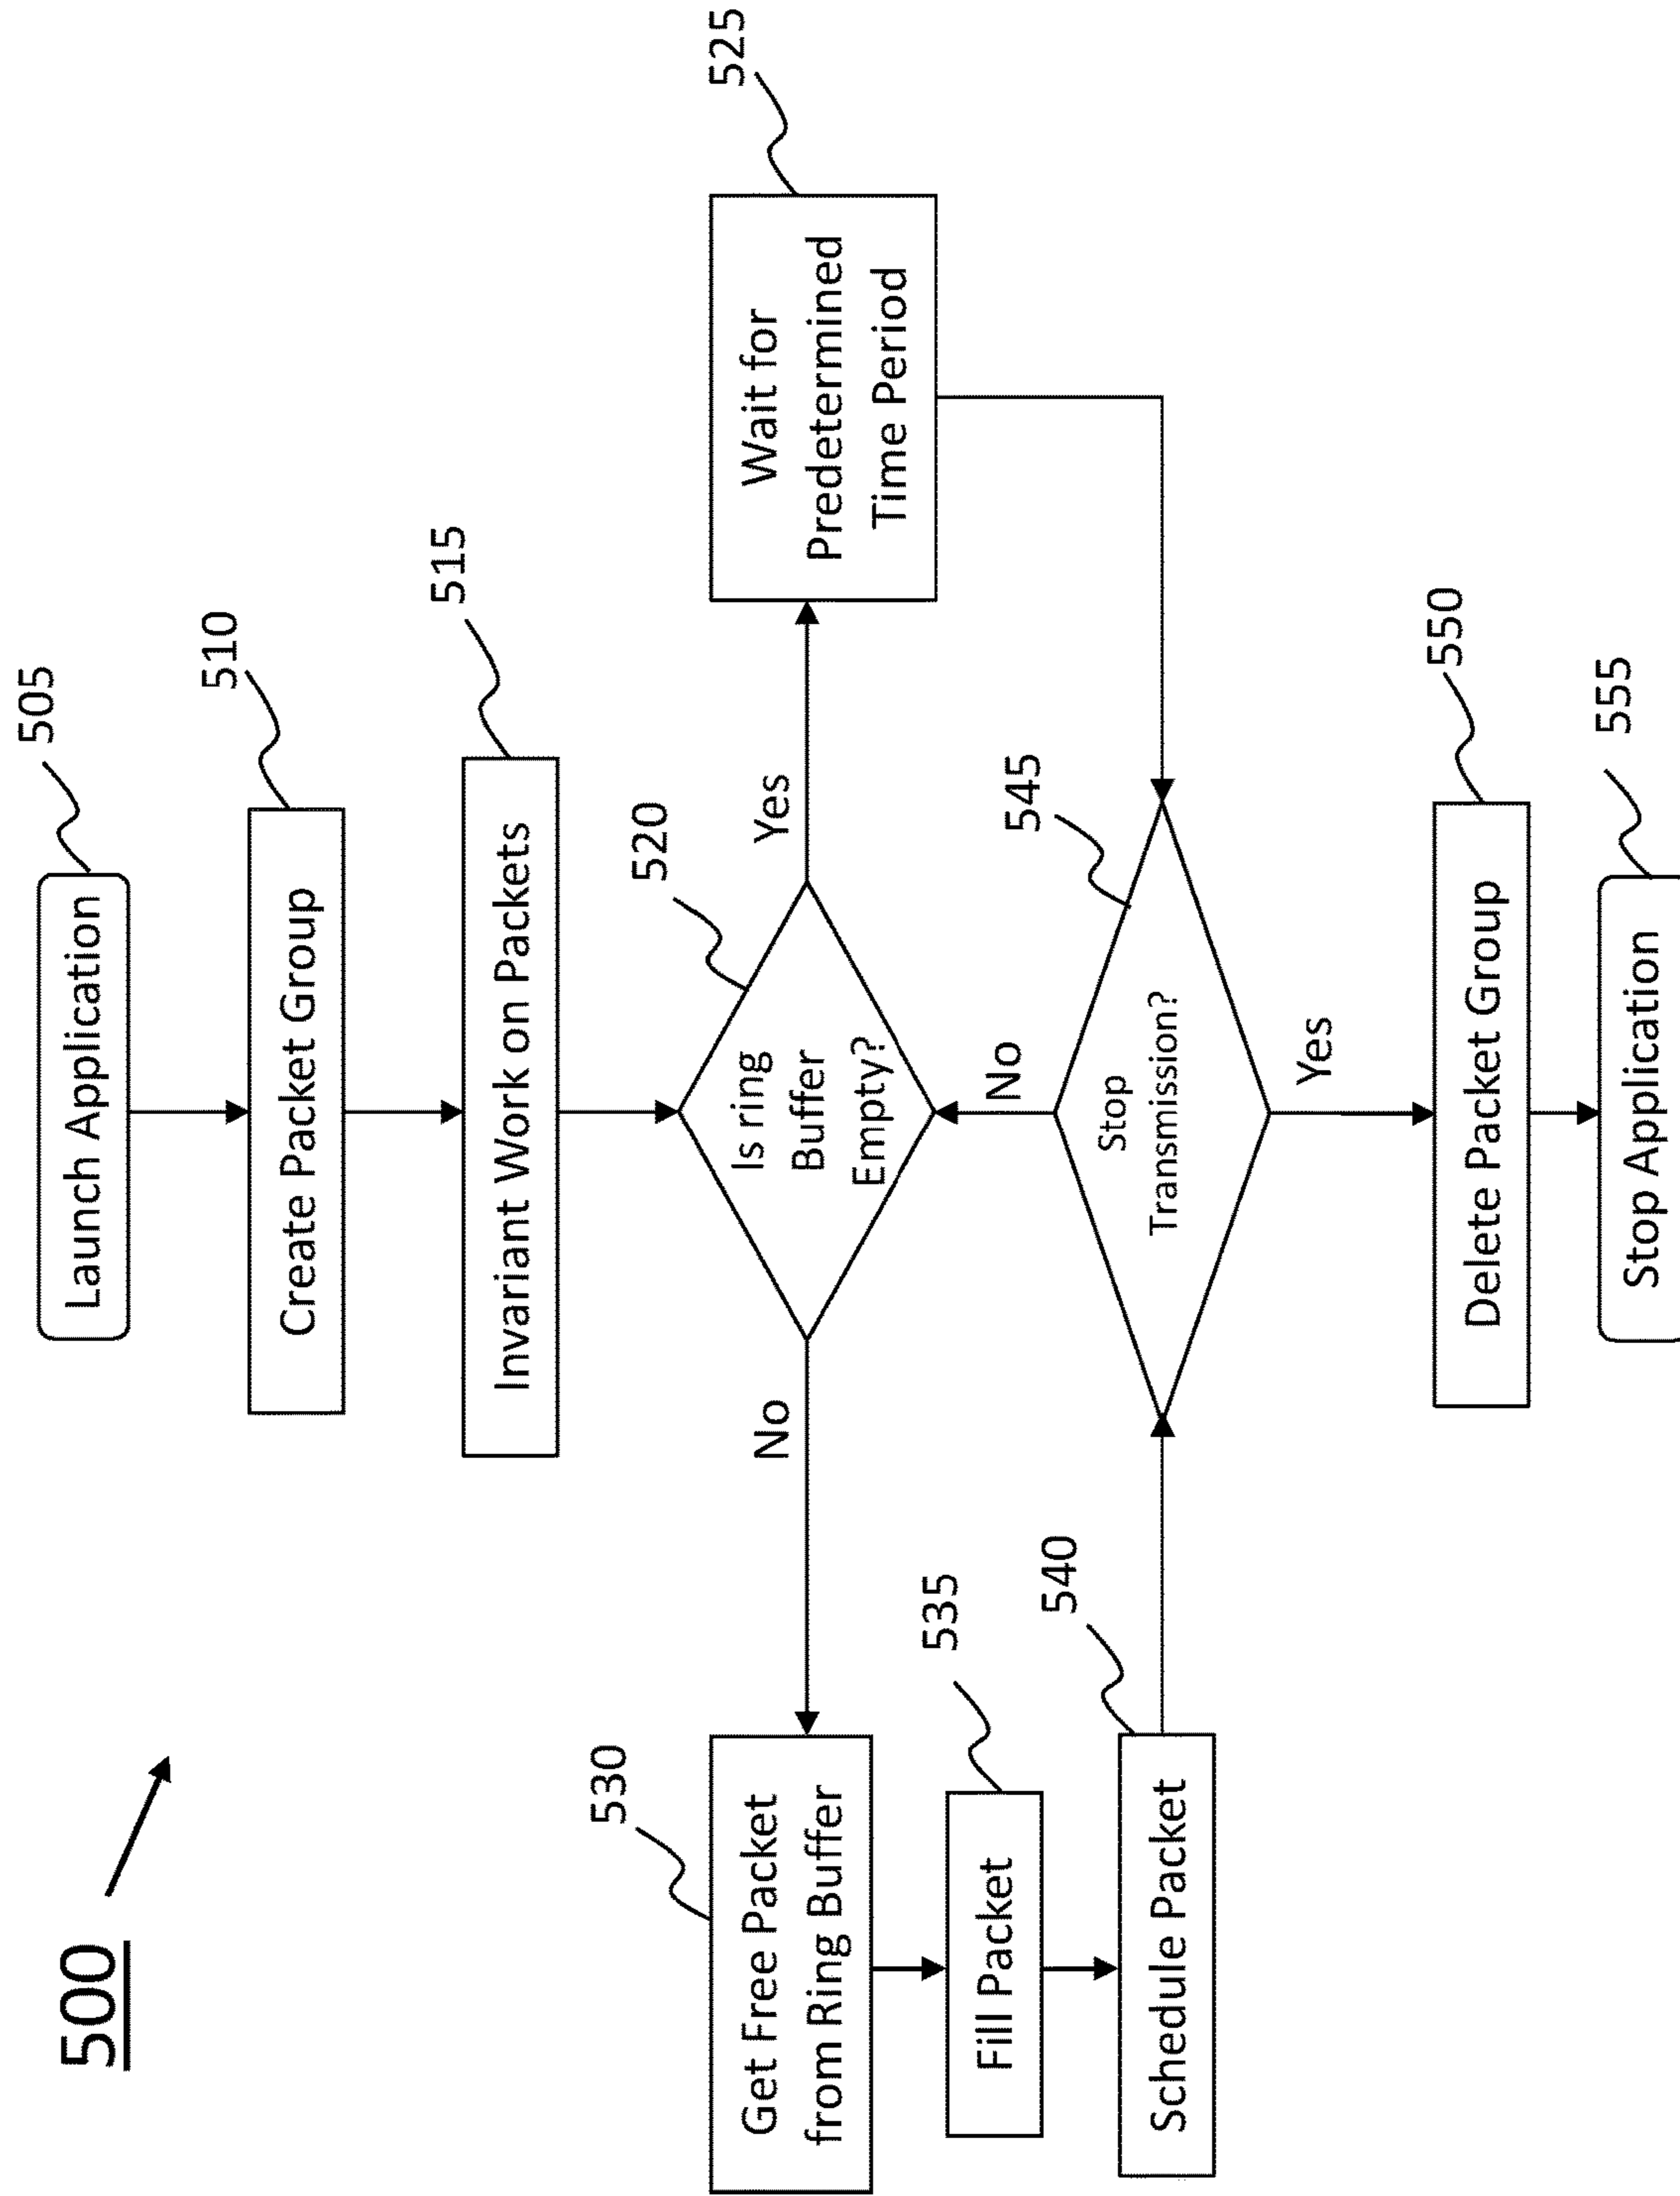 500
505
Launch Application
510
Create Packet Group
515
Invariant Work on Packets
520
Is ring
Buffer
Empty?
Yes
No
525
Wait for
Predetermined
Time Period
530
Get Free Packet
from Ring Buffer
535
Fill Packet
540
Schedule Packet
545
Stop
Transmission?
No
Yes
550
Delete Packet Group
555
Stop Application